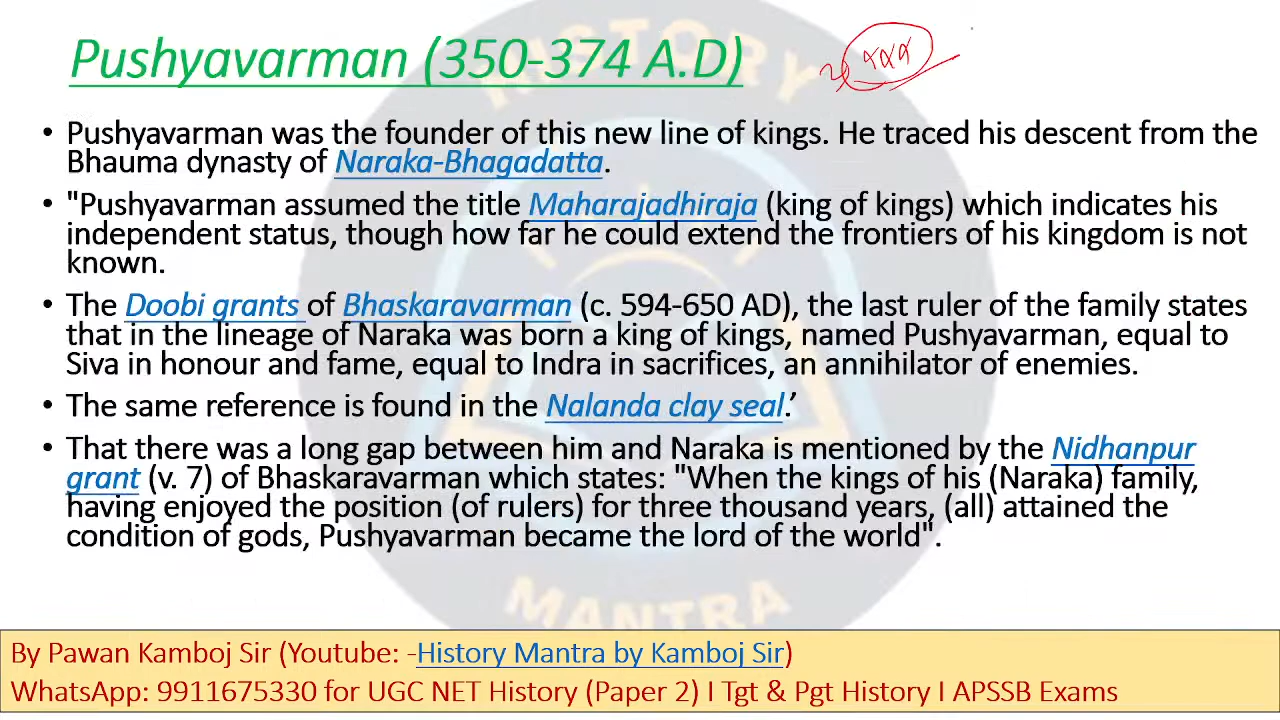 HISTORY
Pushyavarman (350-374 A.D)
• Pushyavarman was the founder of this new line of kings. He traced his descent from the
Bhauma dynasty of Naraka-Bhagadatta.
• "Pushyavarman assumed the title Maharajadhiraja (king of kings) which indicates his
independent status, though how far he could extend the frontiers of his kingdom is not
known.
• The Doobi grants of Bhaskaravarman (c. 594-650 AD), the last ruler of the family states
that in the lineage of Naraka was born a king of kings, named Pushyavarman, equal to
Siva in honour and fame, equal to Indra in sacrifices, an annihilator of enemies.
• The same reference is found in the Nalanda clay seal.’
• That there was a long gap between him and Naraka is mentioned by the Nidhanpur
grant (v. 7) of Bhaskaravarman which states: "When the kings of his (Naraka) family,
having enjoyed the position (of rulers) for three thousand years, (all) attained the
condition of gods, Pushyavarman became the lord of the world".
MANTRA
By Pawan Kamboj Sir (Youtube: -History Mantra by Kamboj Sir)
WhatsApp: 9911675330 for UGC NET History (Paper 2) I Tgt & Pgt History I APSSB Exams